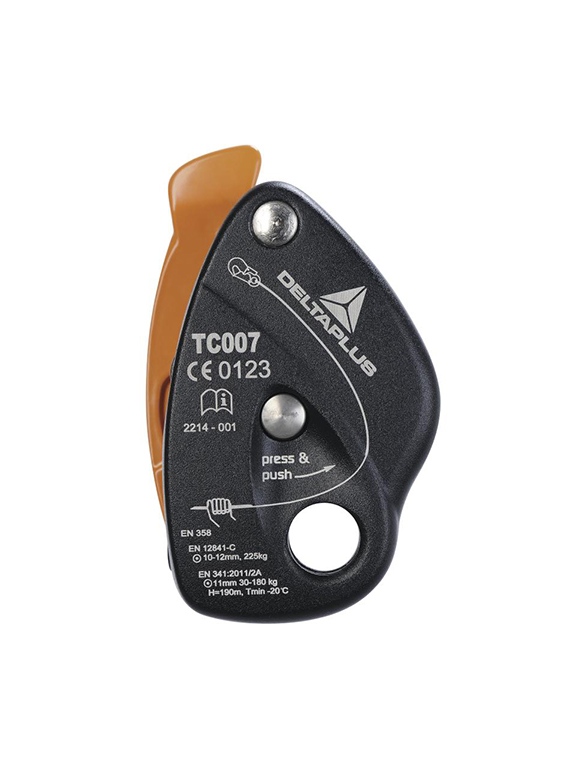 DELTAPLUS
TC007
CE 0123
2214 - 001
press &
push
EN 358
EN 12841-C
10-12mm, 225kg
EN 341:2011/2A
11mm 30-180 kg
H=190m, Tmin -20°C